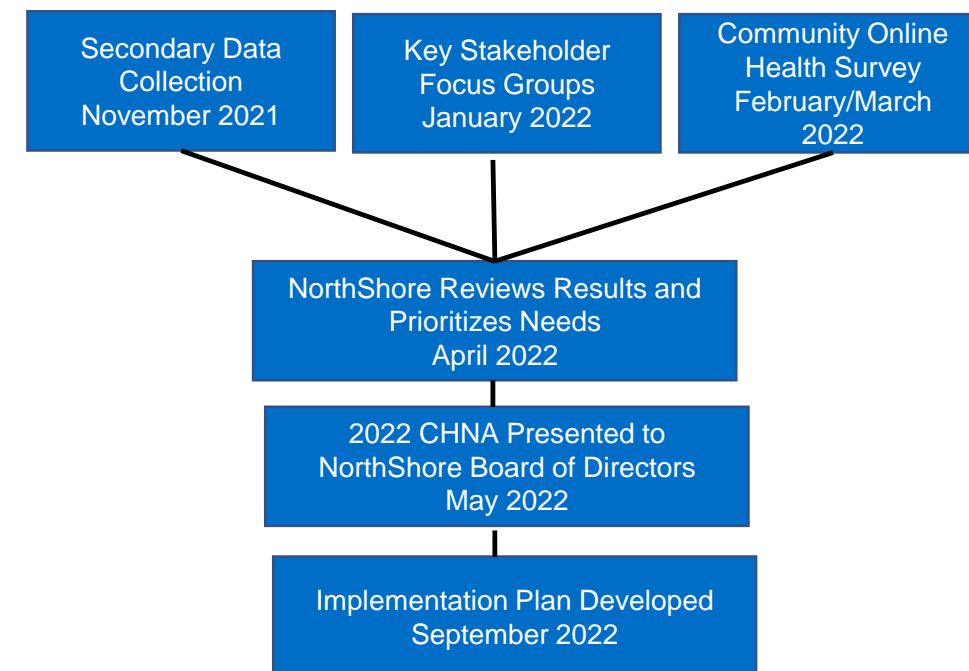 Secondary Data
Collection
November 2021
Key Stakeholder
Focus Groups
January 2022
Community Online
Health Survey
February/March
2022
NorthShore Reviews Results and
Prioritizes Needs
April 2022
2022 CHNA Presented to
NorthShore Board of Directors
May 2022
Implementation Plan Developed
September 2022